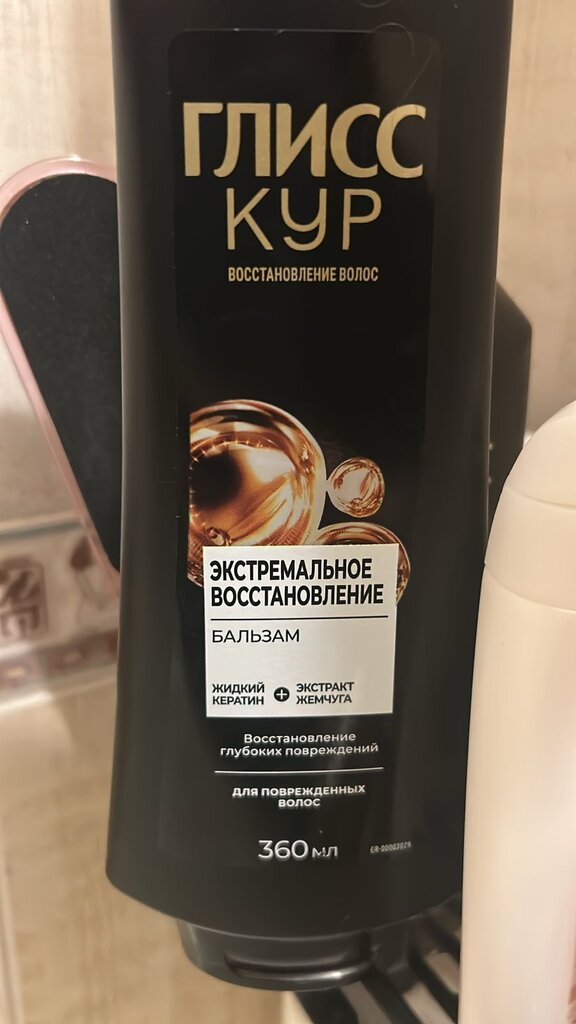 ГЛИСС
КУР
ВОССТАНОВЛЕНИЕ ВОЛОС
ЭКСТРЕМАЛЬНОЕ
ВОССТАНОВЛЕНИЕ
БАЛЬЗАМ
ЖИДКИЙ
КЕРАТИН
+
ЭКСТРАКТ
ЖЕМЧУГА
Восстановление
глубоких повреждений
ДЛЯ ПОВРЕЖДЕННЫХ
ВОЛОС
360 мл